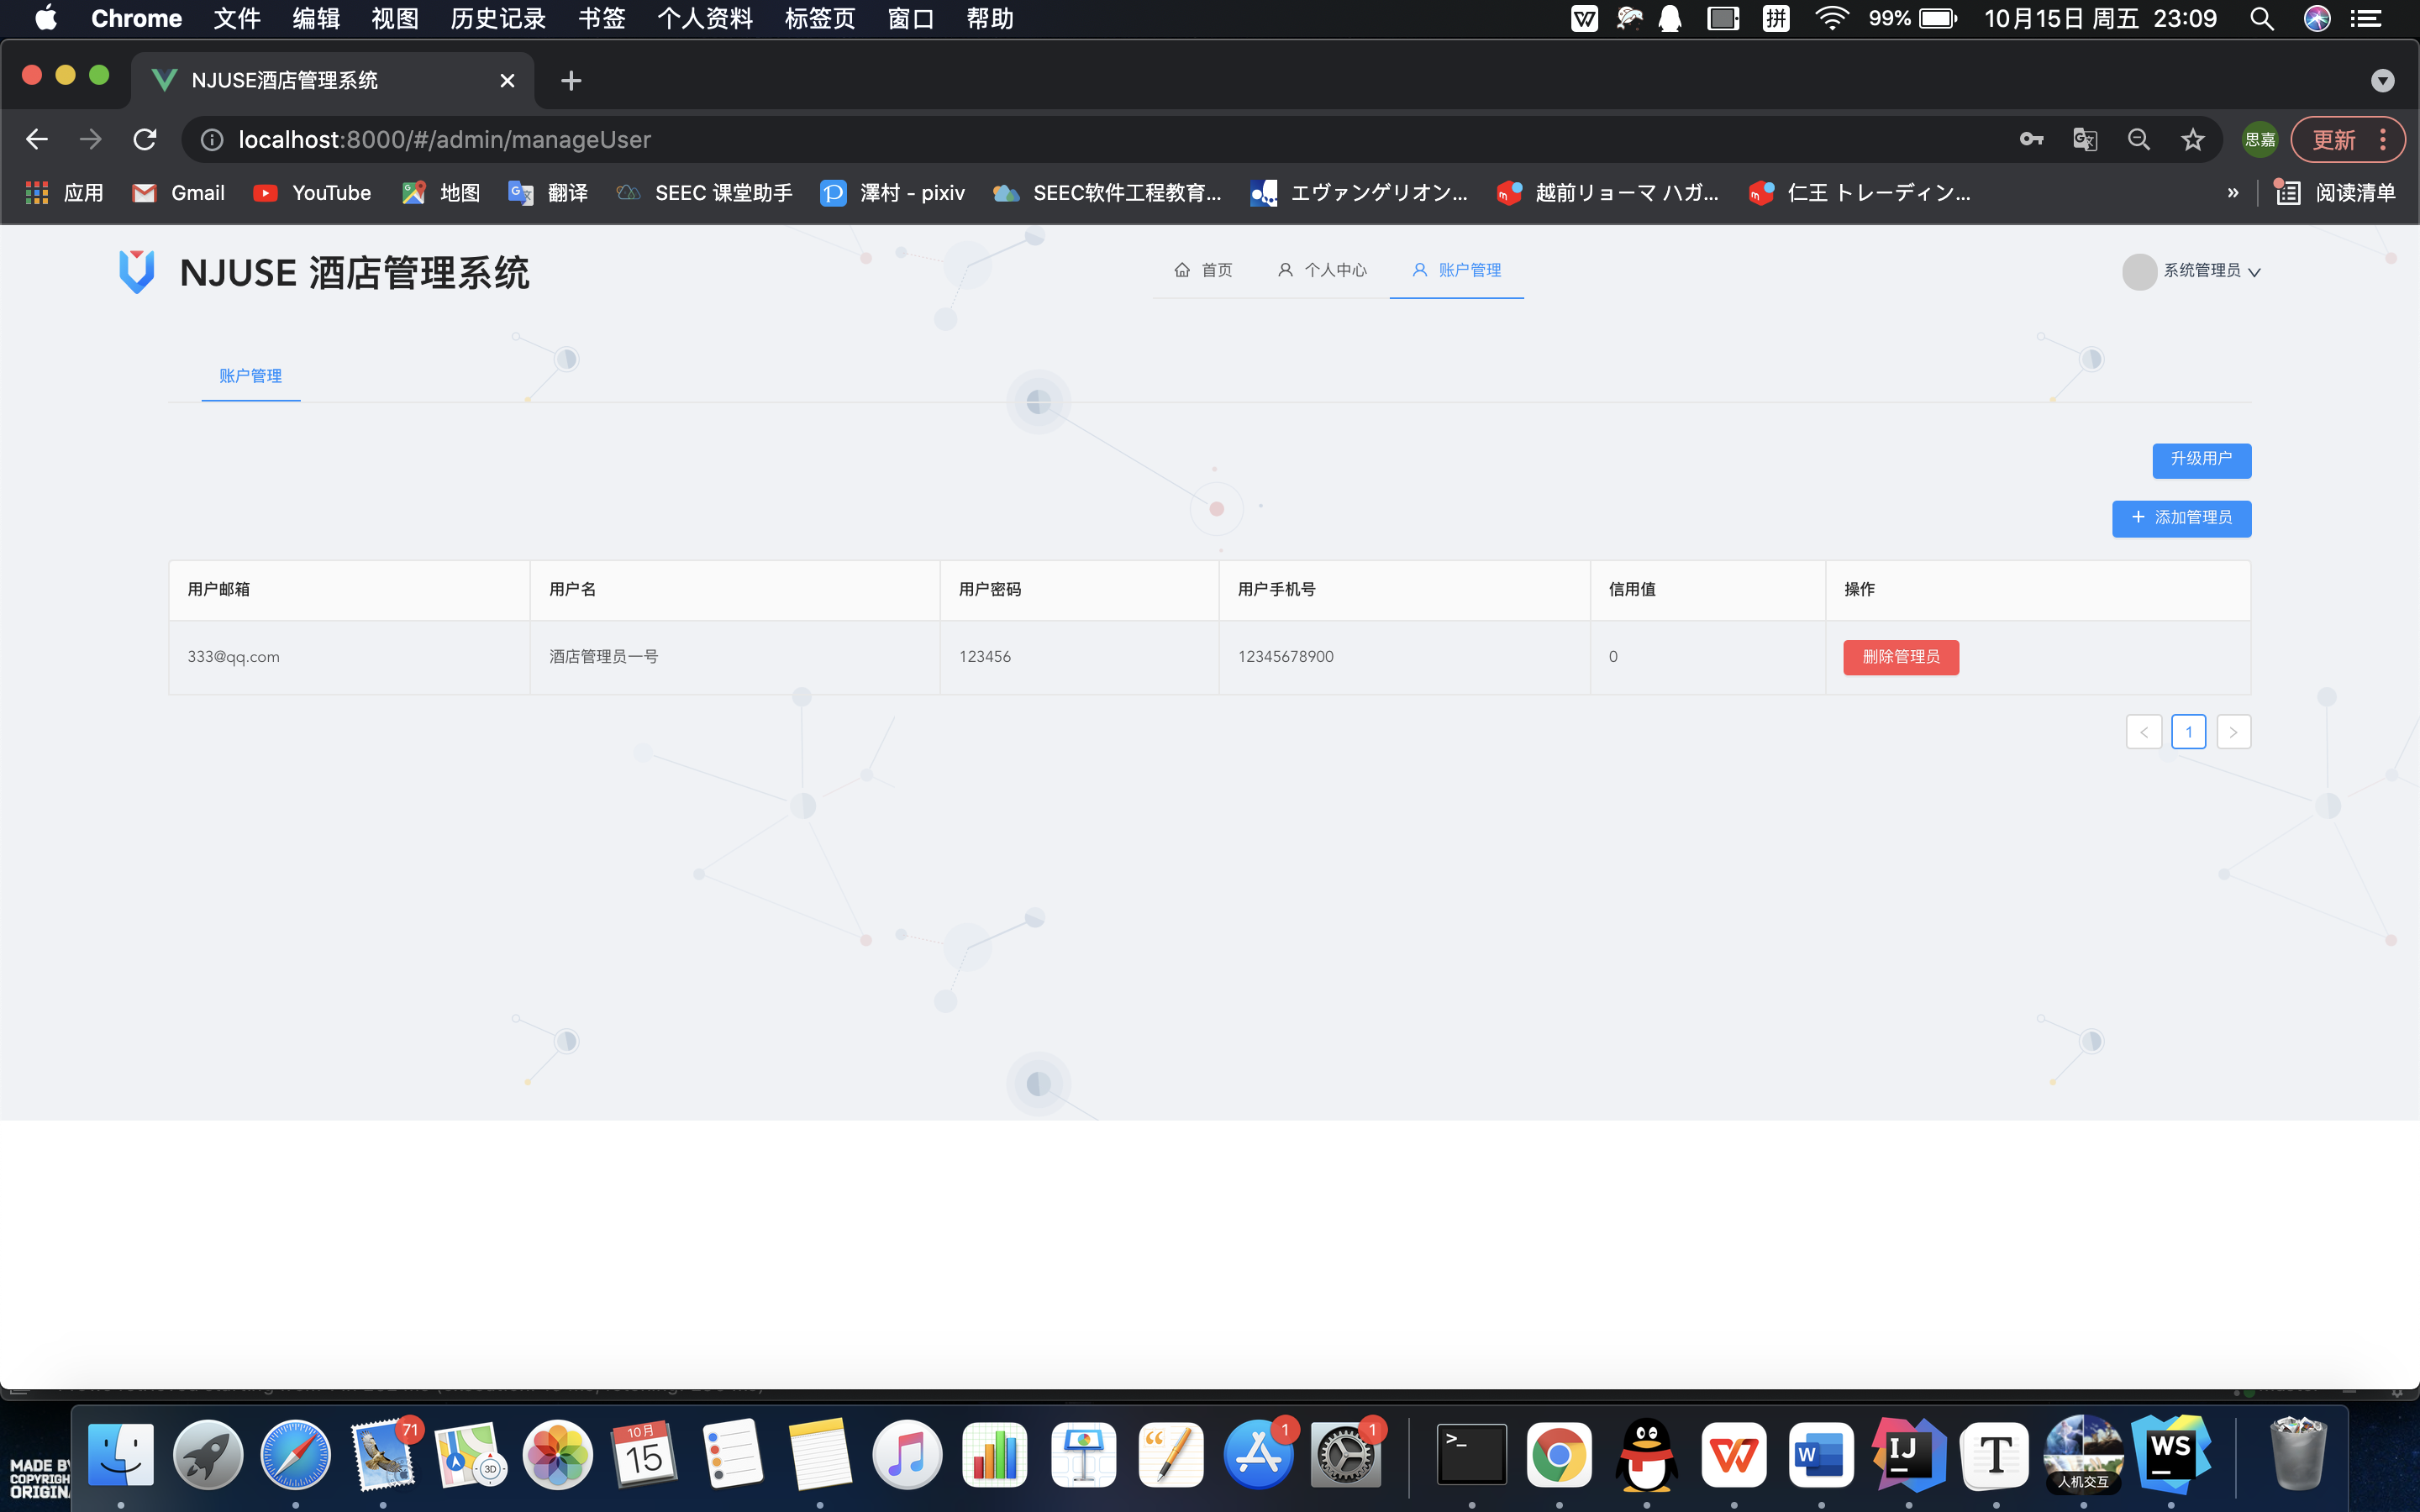 Chrome 文件 编辑 视图 历史记录 书签 个人资料 标签页 窗口 帮助 拼 99% 10月15日 周五 23:09
NJUSE酒店管理系统
localhost:8000/#/admin/manageUser 思嘉 更新
应用 Gmail YouTube 地图 翻译 SEEC 课堂助手 澤村 - pixiv SEEC软件工程教育... エヴァンゲリオン... 越前リョーマ ハガ... 仁王 トレーディン... » 阅读清单
NJUSE 酒店管理系统 首页 个人中心 账户管理 系统管理员
账户管理
升级用户
+ 添加管理员
用户邮箱 用户名 用户密码 用户手机号 信用值 操作
333@qq.com 酒店管理员一号 123456 12345678900 0 删除管理员
< 1 >
71 3D 10月 15 1 1 >_ W IJ T 人机交互 WS
MADE BY
COPYRIGH
ORIGINA